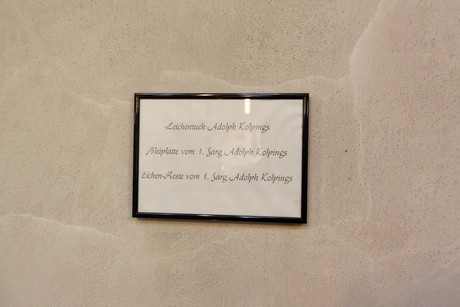 Leichentuch Adolph Kolpings
Bleiplatte vom 1. Sarg Adolph Kolpings
Eichen-Reste vom 1. Sarg Adolph Kolpings